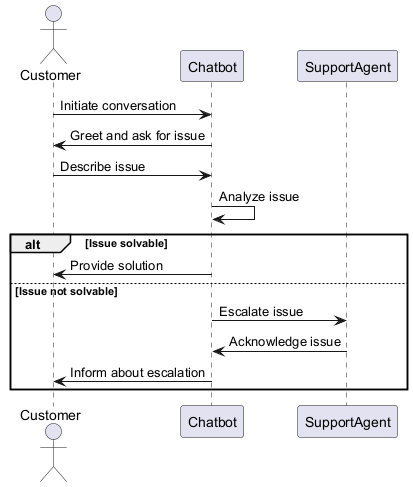 Customer
Chatbot
SupportAgent
Initiate conversation
Greet and ask for issue
Describe issue
Analyze issue
alt [Issue solvable]
Provide solution
[Issue not solvable]
Escalate issue
Acknowledge issue
Inform about escalation
Customer
Chatbot
SupportAgent